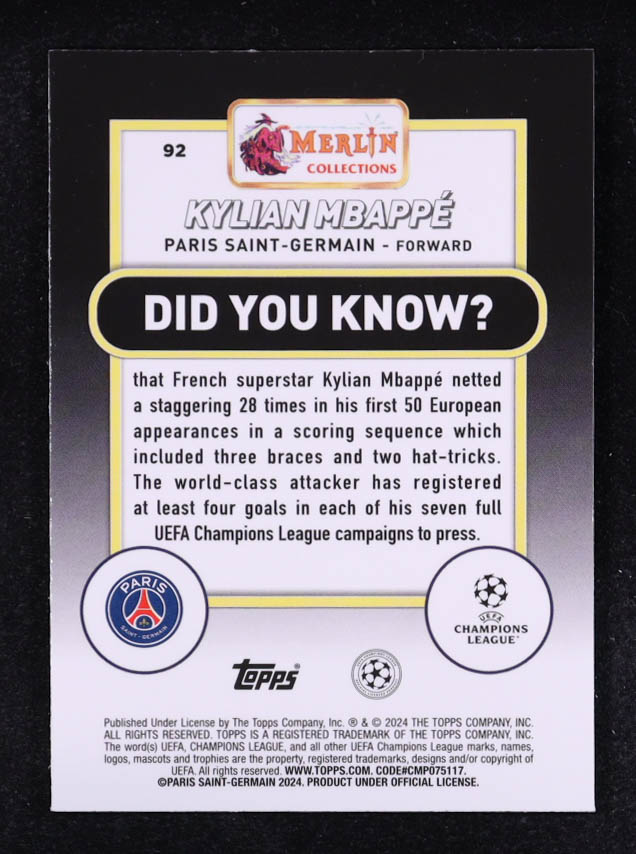 92
MERLIN
COLLECTIONS
KYLIAN MBAPPÉ
PARIS SAINT-GERMAIN - FORWARD
DID YOU KNOW?
that French superstar Kylian Mbappé netted
a staggering 28 times in his first 50 European
appearances in a scoring sequence which
included three braces and two hat-tricks.
The world-class attacker has registered
at least four goals in each of his seven full
UEFA Champions League campaigns to press.
PARIS
SAINT-GERMAIN
UEFA
CHAMPIONS
LEAGUE
Topps
Published Under License by The Topps Company, Inc. ® & © 2024 THE TOPPS COMPANY, INC.
ALL RIGHTS RESERVED. TOPPS IS A REGISTERED TRADEMARK OF THE TOPPS COMPANY, INC.
The word(s) UEFA, CHAMPIONS LEAGUE, and all other UEFA Champions League marks, names,
logos, mascots and trophies are the property, registered trademarks, designs and/or copyright of
UEFA. All rights reserved. WWW.TOPPS.COM. CODE#CMP075117.
©PARIS SAINT-GERMAIN 2024. PRODUCT UNDER OFFICIAL LICENSE.